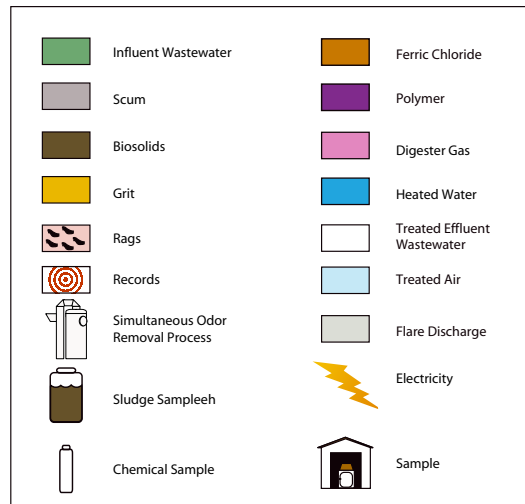 Influent Wastewater
Scum
Biosolids
Grit
Rags
Records
Simultaneous Odor
Removal Process
Sludge Sampleeh
Chemical Sample
Ferric Chloride
Polymer
Digester Gas
Heated Water
Treated Effluent
Wastewater
Treated Air
Flare Discharge
Electricity
Sample